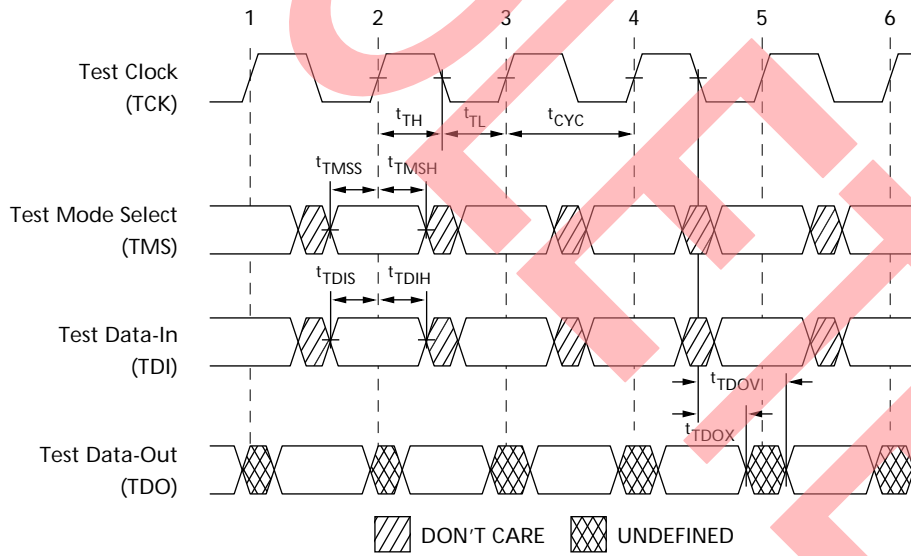 1 2 3 4 5 6
Test Clock
(TCK)
tTH tTL tCYC
tTMSS tTMSH
Test Mode Select
(TMS)
tTDIS tTDIH
Test Data-In
(TDI)
tTDOV
tTDOX
Test Data-Out
(TDO)
DON'T CARE UNDEFINED